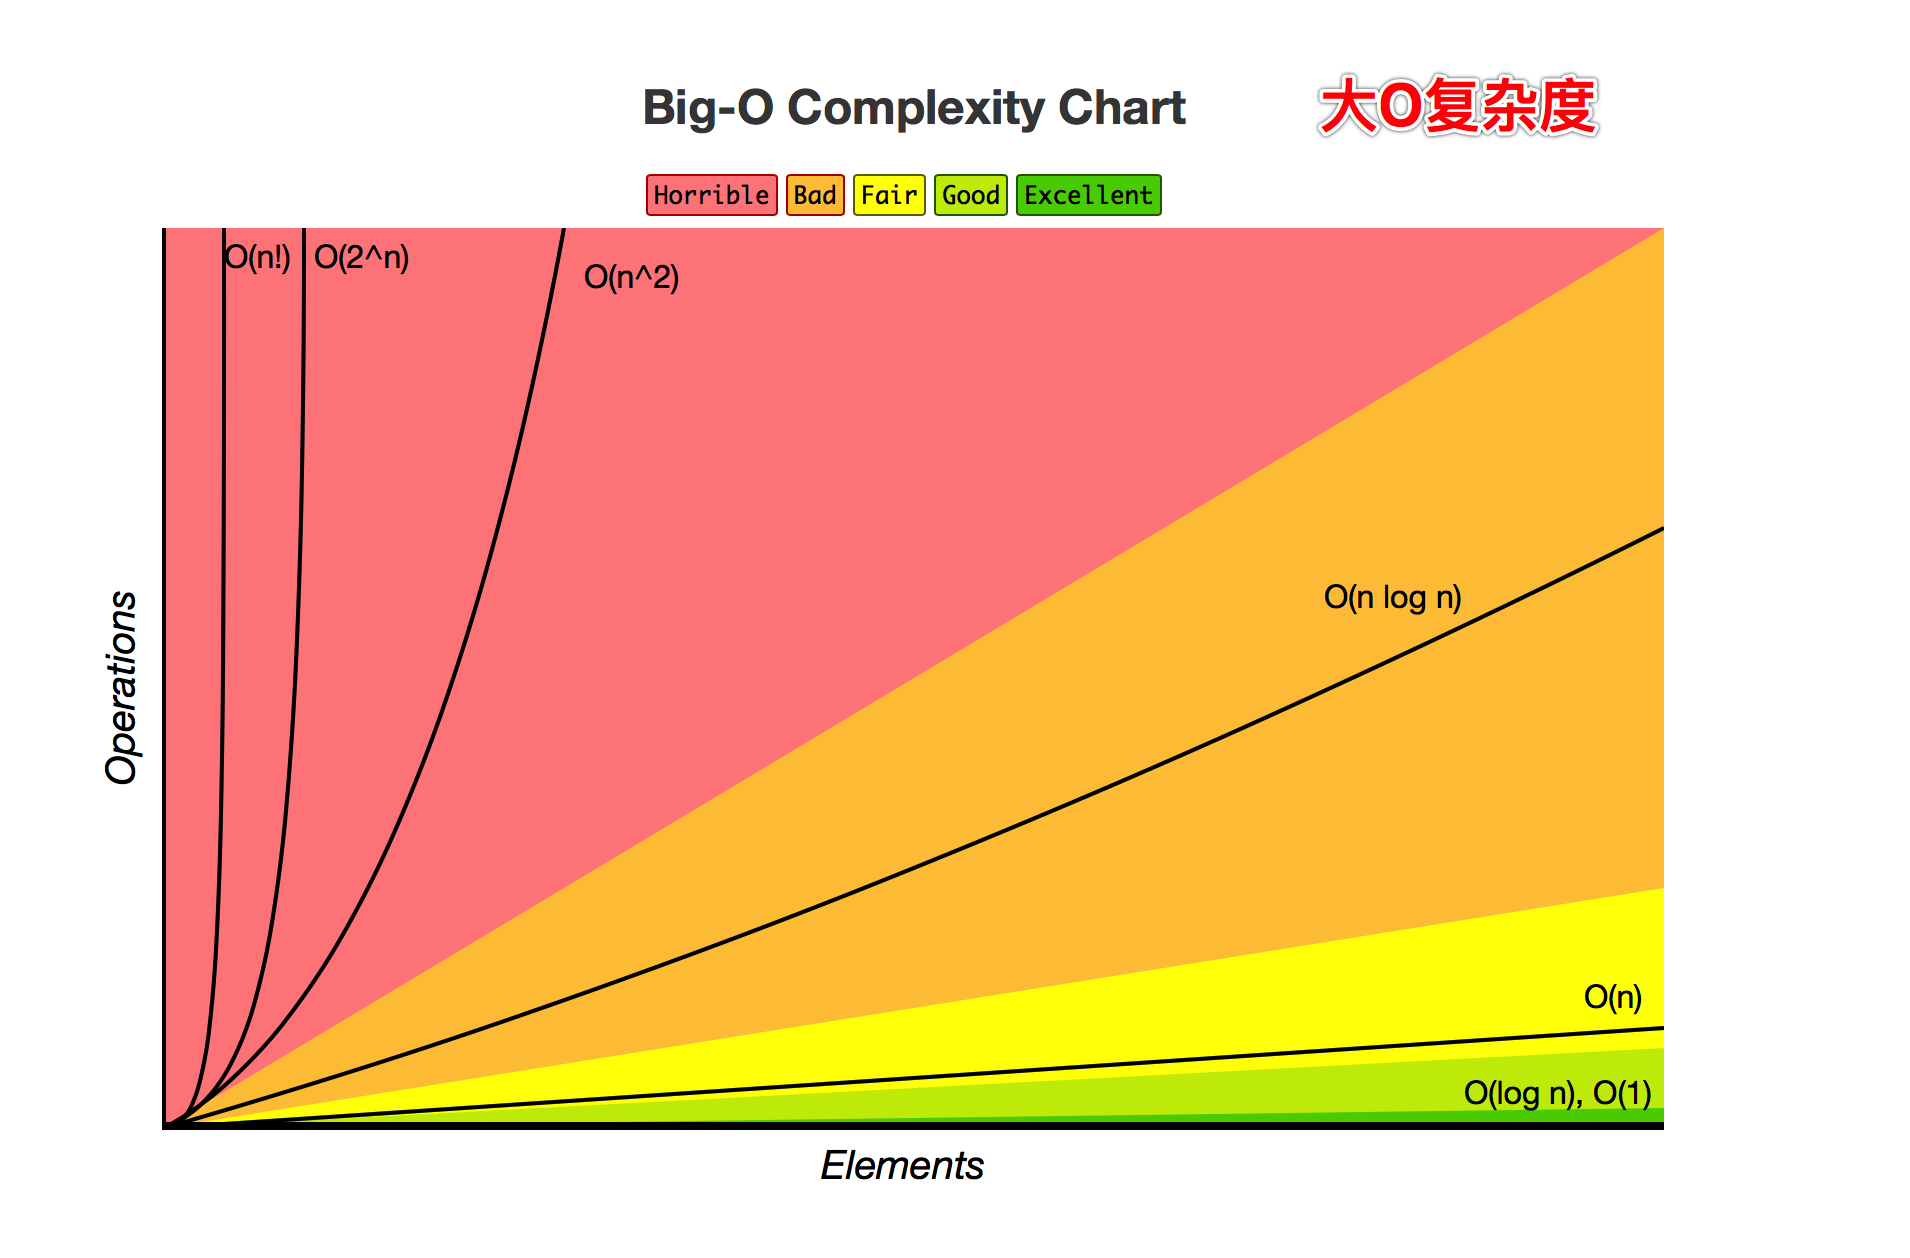 Big-O Complexity Chart 大O复杂度
Horrible Bad Fair Good Excellent
O(n!) O(2^n)
O(n^2)
O(n log n)
Operations
O(n)
O(log n), O(1)
Elements